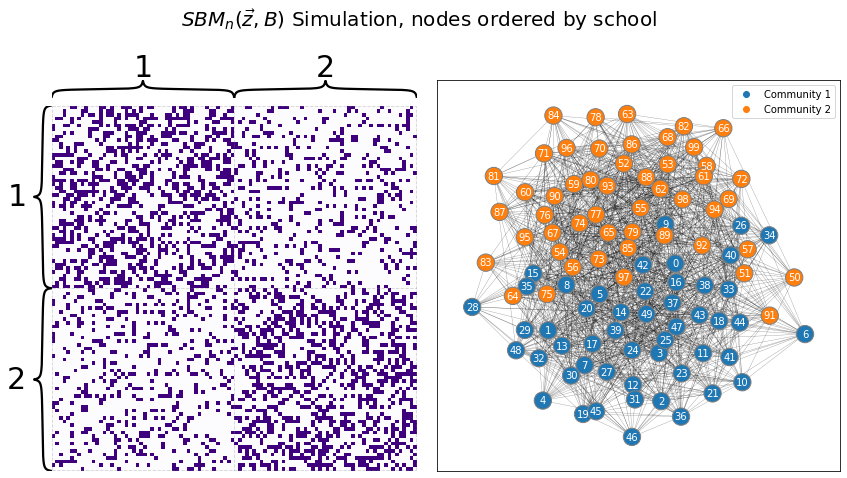 SBM_n(z⃗, B) Simulation, nodes ordered by school
1 2
1
2
Community 1
Community 2
84 78 63
82 66
68
96 70 86 99
71
52 53 58
81 59 80 93 88 61 72
60 90 62
98 69
87 76 77 55 94
74 9 26
95 67 65 79 89 34
54 85 92 57
83 73 42 0 40
15 56 97 51 50
35 8 16 38 33
64 75 5 22
28 20 14 49 37 91
43 18 44
29 1 39 47 6
48 13 17 25
32 24 3 11 41
7
30 27 23
12 10
4 31 2 21
19 45 36
46